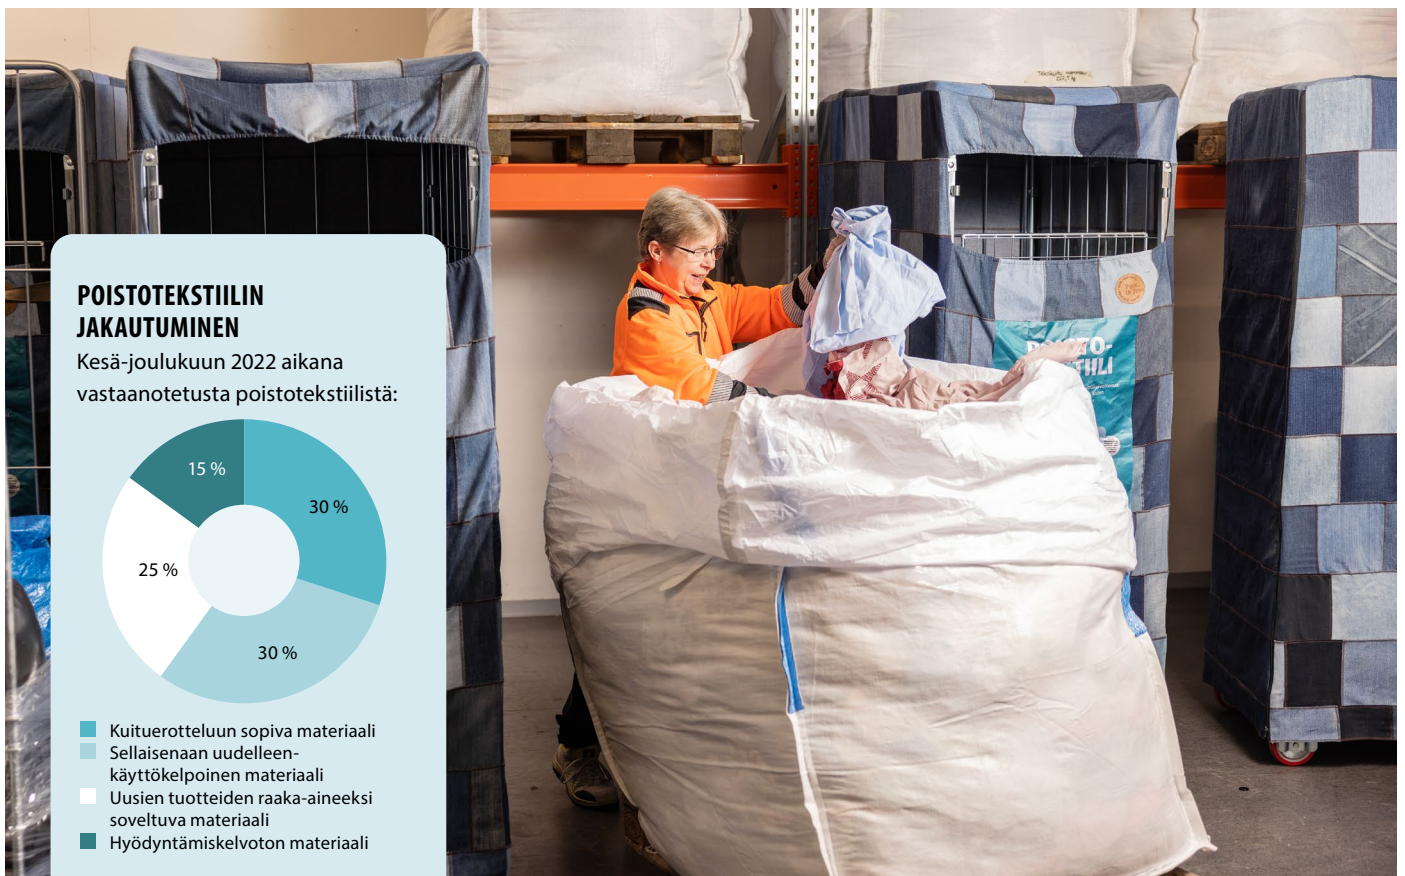 POISTOTEKSTIILIN
JAKAUTUMINEN
Kesä-joulukuun 2022 aikana
vastaanotetusta poistotekstiilistä:
15 %
30 %
25 %
30 %
Kuituerotteluun sopiva materiaali
Sellaisenaan uudelleen-
käyttökelpoinen materiaali
Uusien tuotteiden raaka-aineeksi
soveltuva materiaali
Hyödyntämiskelvoton materiaali